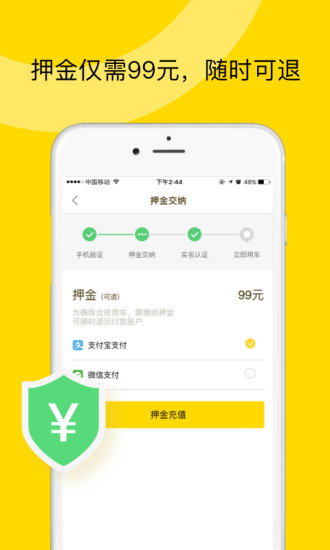 押金仅需99元，随时可退
中国移动 下午2:44 48%
押金交纳
手机验证 押金交纳 实名认证 立即用车
押金 (可退) 99元
为确保合规用车、需缴纳押金
可随时退回付款账户
支付宝支付
微信支付
押金充值
¥